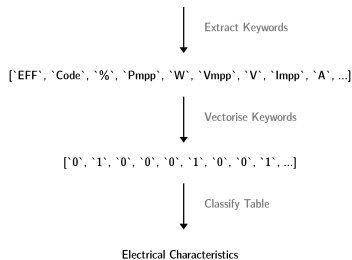 Extract Keywords
[`EFF`, `Code`, `%`, `Pmpp`, `W`, `Vmpp`, `V`, `Impp`, `A`, ...]
Vectorise Keywords
[`0`, `1`, `0`, `0`, `0`, `1`, `0`, `0`, `1`, ...]
Classify Table
Electrical Characteristics